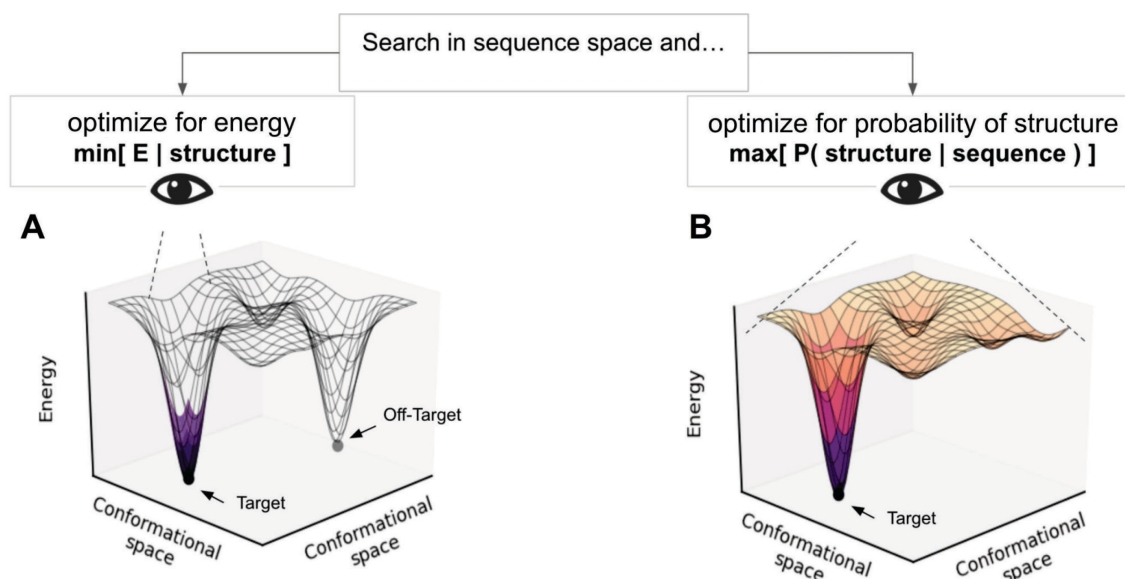 Search in sequence space and…
optimize for energy
min[ E | structure ]
optimize for probability of structure
max[ P( structure | sequence ) ]
A
Energy
Off-Target
Target
Conformational
space
Conformational
space
B
Energy
Target
Conformational
space
Conformational
space